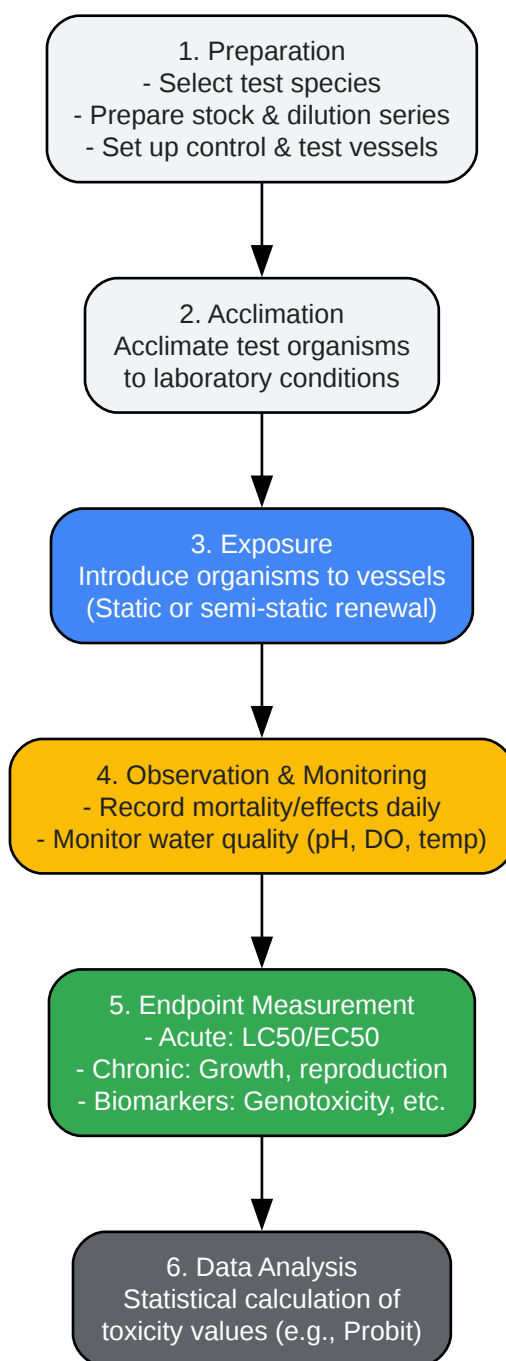 1. Preparation
- Select test species
- Prepare stock & dilution series
- Set up control & test vessels
2. Acclimation
Acclimate test organisms
to laboratory conditions
3. Exposure
Introduce organisms to vessels
(Static or semi-static renewal)
4. Observation & Monitoring
- Record mortality/effects daily
- Monitor water quality (pH, DO, temp)
5. Endpoint Measurement
- Acute: LC50/EC50
- Chronic: Growth, reproduction
- Biomarkers: Genotoxicity, etc.
6. Data Analysis
Statistical calculation of
toxicity values (e.g., Probit)